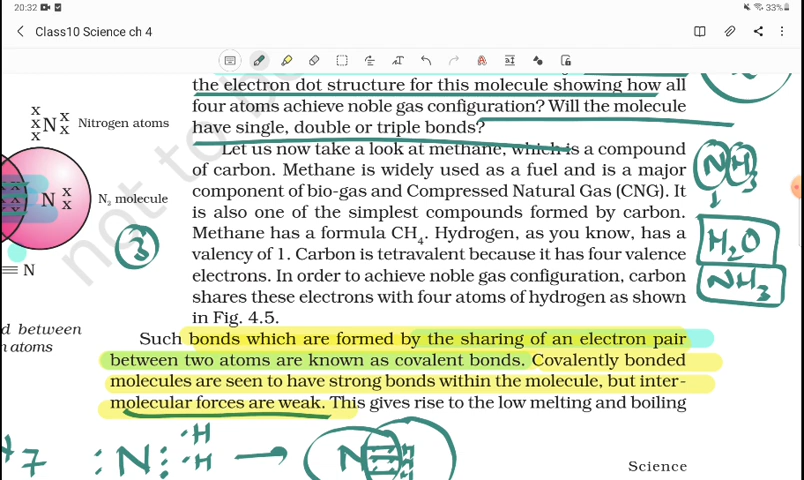 20:32
33%
Class10 Science ch 4
the electron dot structure for this molecule showing how all
four atoms achieve noble gas configuration? Will the molecule
have single, double or triple bonds?
Let us now take a look at methane, which is a compound
of carbon. Methane is widely used as a fuel and is a major
component of bio-gas and Compressed Natural Gas (CNG). It
is also one of the simplest compounds formed by carbon.
Methane has a formula CH₄. Hydrogen, as you know, has a
valency of 1. Carbon is tetravalent because it has four valence
electrons. In order to achieve noble gas configuration, carbon
shares these electrons with four atoms of hydrogen as shown
in Fig. 4.5.
Such bonds which are formed by the sharing of an electron pair
between two atoms are known as covalent bonds. Covalently bonded
molecules are seen to have strong bonds within the molecule, but inter-
molecular forces are weak. This gives rise to the low melting and boiling
Science
x x
x N x
x x
Nitrogen atoms
N x x
N₂ molecule
≡ N
d between
n atoms
not to b
3
NH₃
H₂O
NH₃
7
:N: H
H
→
N